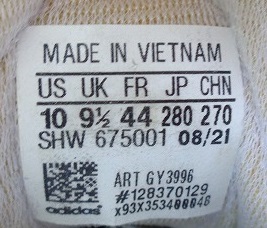 MADE IN VIETNAM
US UK FR JP CHN
10 9½ 44 280 270
SHW 675001 08/21
ART GY3996
#128370129
adidas